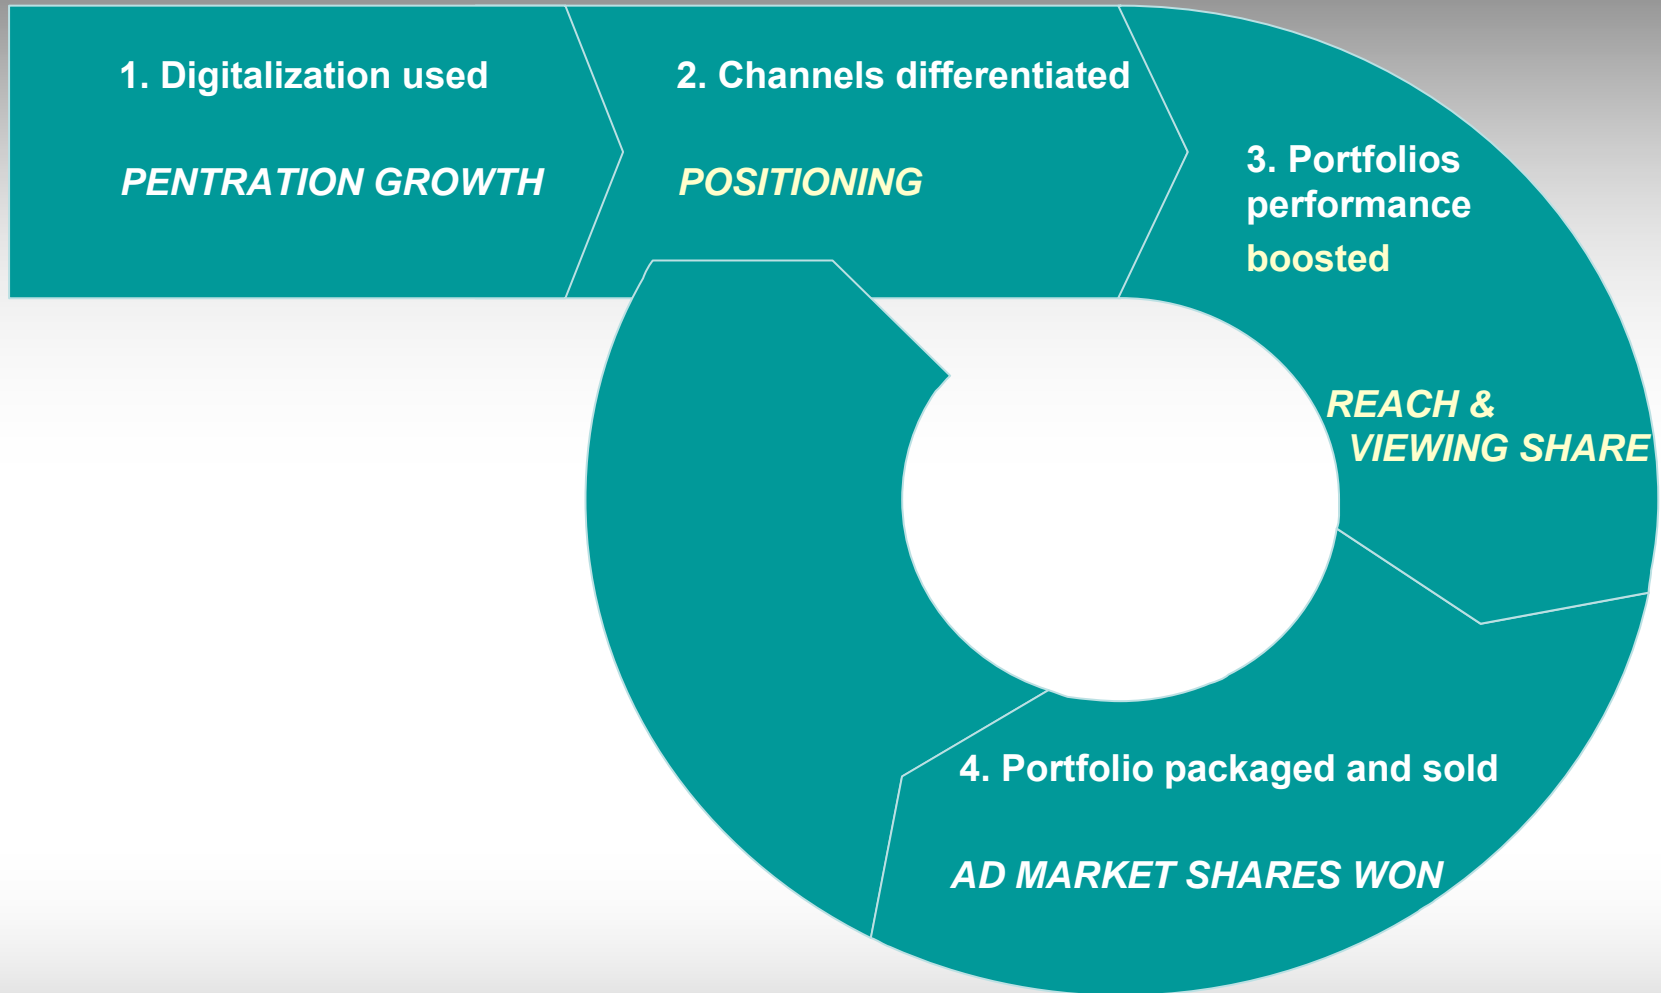 1. Digitalization used
PENTRATION GROWTH
2. Channels differentiated
POSITIONING
3. Portfolios
performance
boosted
REACH &
VIEWING SHARE
4. Portfolio packaged and sold
AD MARKET SHARES WON